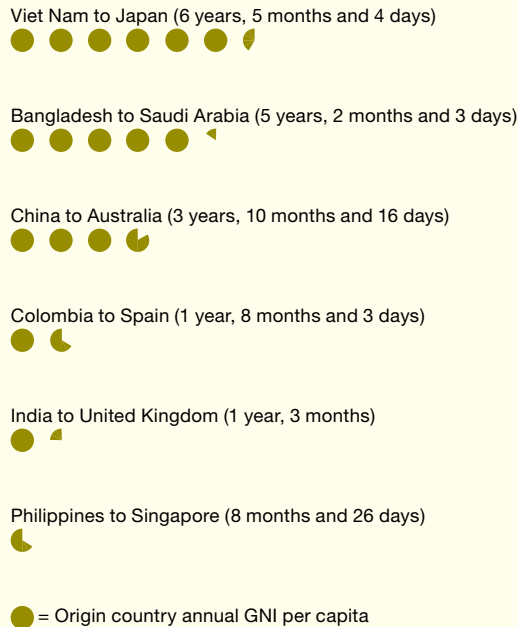 Viet Nam to Japan (6 years, 5 months and 4 days)
Bangladesh to Saudi Arabia (5 years, 2 months and 3 days)
China to Australia (3 years, 10 months and 16 days)
Colombia to Spain (1 year, 8 months and 3 days)
India to United Kingdom (1 year, 3 months)
Philippines to Singapore (8 months and 26 days)
= Origin country annual GNI per capita